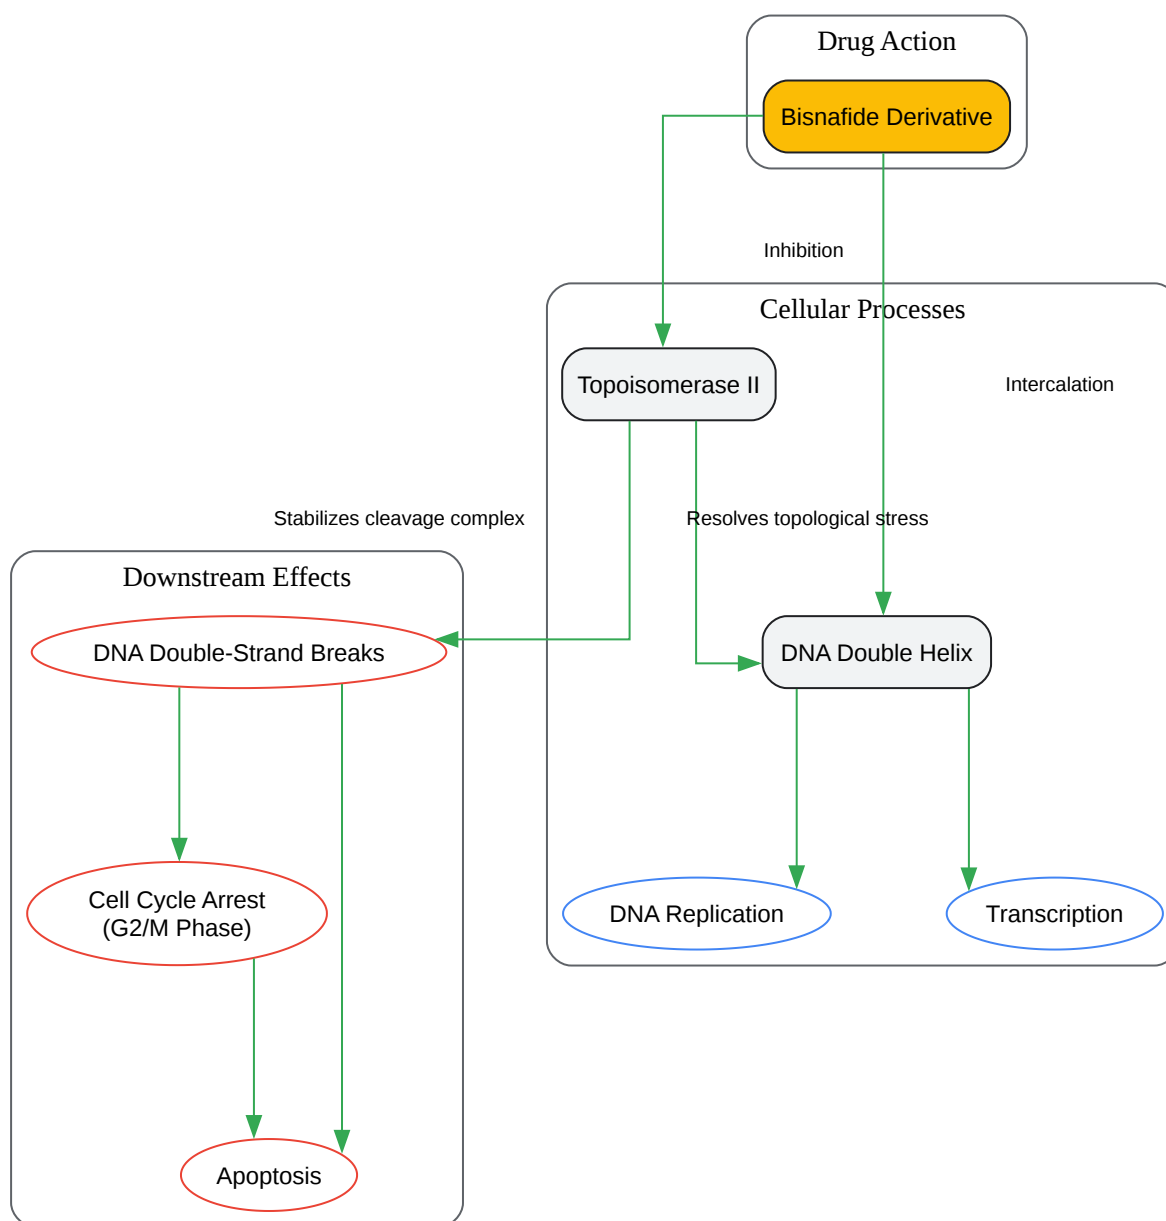 Drug Action
Bisnafide Derivative
Inhibition
Cellular Processes
Topoisomerase II
Intercalation
Stabilizes cleavage complex
Resolves topological stress
Downstream Effects
DNA Double-Strand Breaks
DNA Double Helix
Cell Cycle Arrest
(G2/M Phase)
DNA Replication
Transcription
Apoptosis